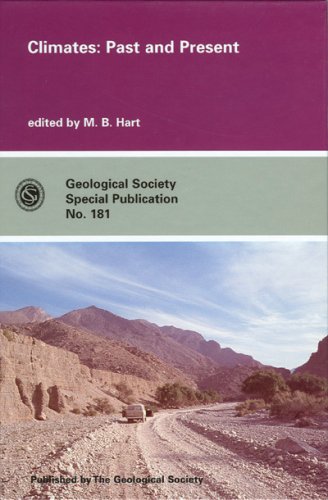 Climates: Past and Present
edited by M. B. Hart
Geological Society
Special Publication
No. 181
Published by The Geological Society